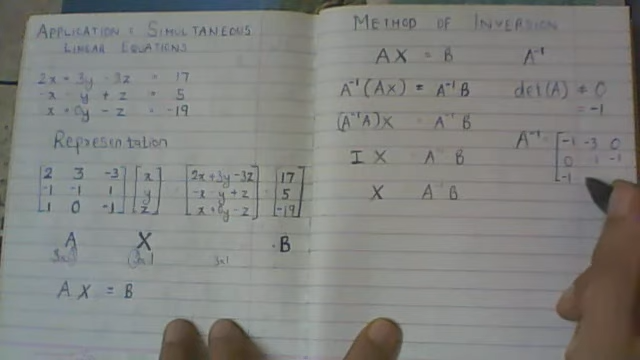 APPLICATION : SIMULTANEOUS
LINEAR EQUATIONS
2x + 3y - 3z = 17
-x - y + z = 5
x + 0y - z = -19
Representation
2 3 -3 x 2x+3y-3z 17
-1 -1 1 y -x-y+z 5
1 0 -1 z x+0y-z -19
A X B
3x3 3x1 3x1
AX = B
METHOD OF INVERSION
AX = B A⁻¹
A⁻¹(AX) = A⁻¹B det(A) ≠ 0
= -1
(A⁻¹A)X = A⁻¹B
IX A⁻¹B
X A⁻¹B
A⁻¹ -1 -3 0
0 1 -1
-1